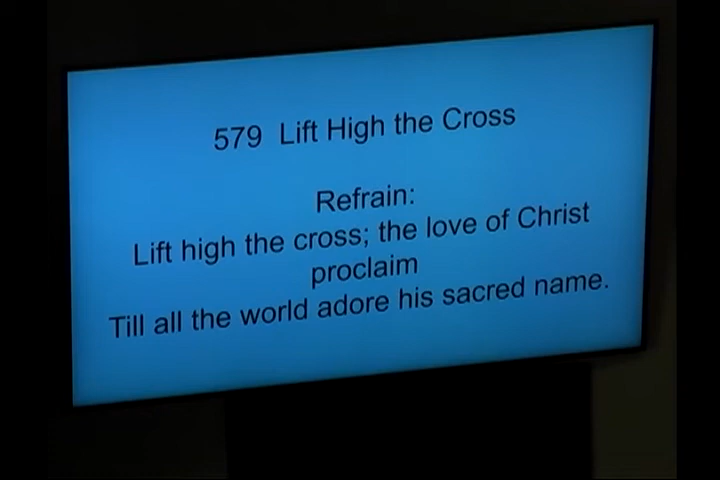 579 Lift High the Cross
Refrain:
Lift high the cross; the love of Christ
proclaim
Till all the world adore his sacred name.